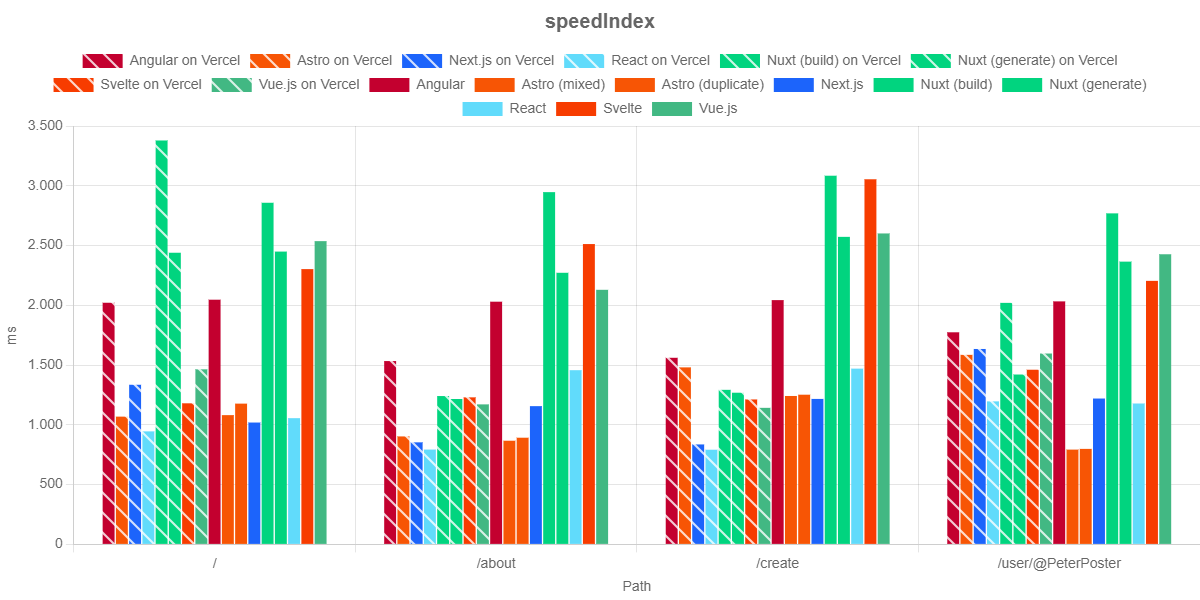 speedIndex
Angular on Vercel Astro on Vercel Next.js on Vercel React on Vercel Nuxt (build) on Vercel Nuxt (generate) on Vercel
Svelte on Vercel Vue.js on Vercel Angular Astro (mixed) Astro (duplicate) Next.js Nuxt (build) Nuxt (generate)
React Svelte Vue.js
3.500
3.000
2.500
2.000
1.500
1.000
500
0
ms
/ /about /create /user/@PeterPoster
Path